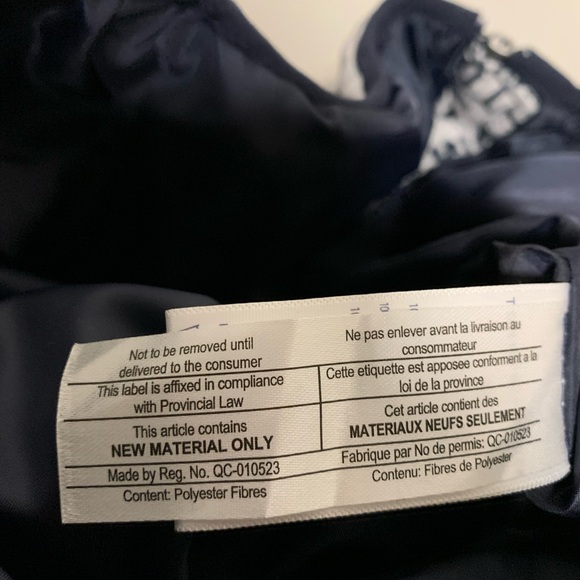 Not to be removed until
delivered to the consumer
This label is affixed in compliance
with Provincial Law
This article contains
NEW MATERIAL ONLY
Made by Reg. No. QC-010523
Content: Polyester Fibres
Ne pas enlever avant la livraison au
consommateur
Cette etiquette est apposee conforment a la
loi de la province
Cet article contient des
MATERIAUX NEUFS SEULEMENT
Fabrique par No de permis: QC-010523
Contenu: Fibres de Polyester